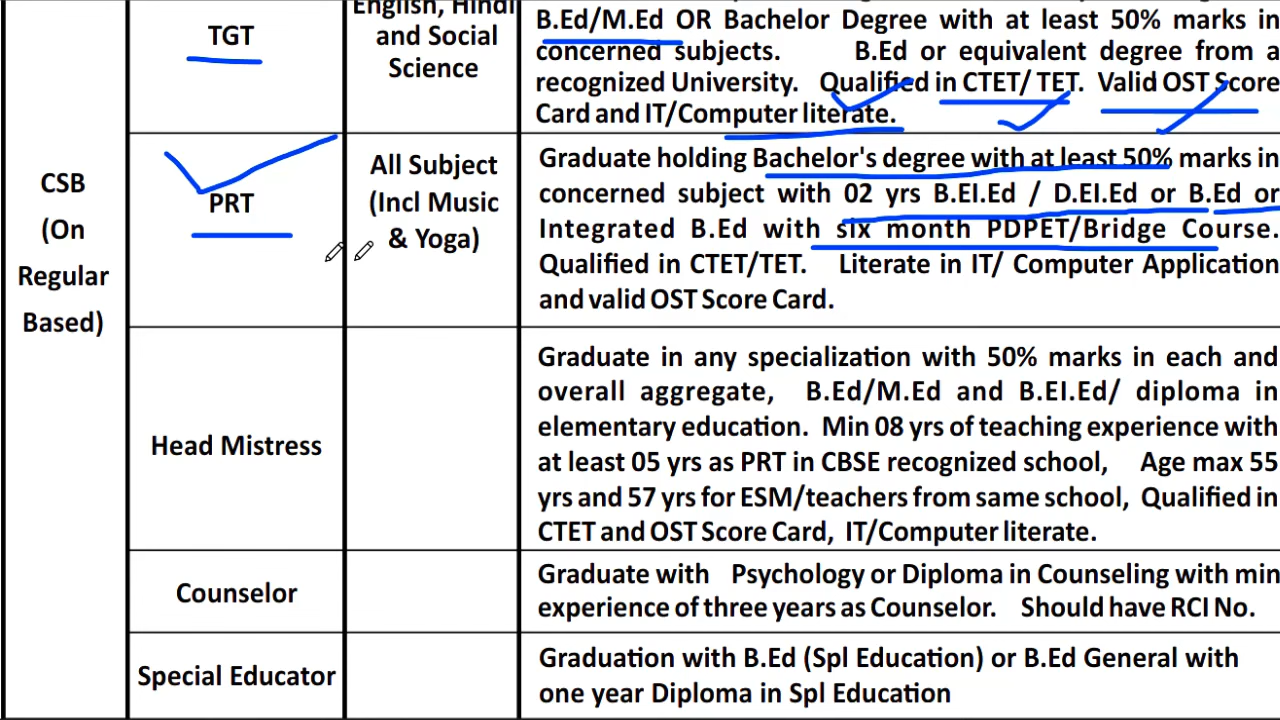 CSB
(On
Regular
Based)
TGT
English, Hindi
and Social
Science
B.Ed/M.Ed OR Bachelor Degree with at least 50% marks in
concerned subjects. B.Ed or equivalent degree from a
recognized University. Qualified in CTET/ TET. Valid OST Score
Card and IT/Computer literate.
PRT
All Subject
(Incl Music
& Yoga)
Graduate holding Bachelor's degree with at least 50% marks in
concerned subject with 02 yrs B.EI.Ed / D.EI.Ed or B.Ed or
Integrated B.Ed with six month PDPET/Bridge Course.
Qualified in CTET/TET. Literate in IT/ Computer Application
and valid OST Score Card.
Head Mistress
Graduate in any specialization with 50% marks in each and
overall aggregate, B.Ed/M.Ed and B.EI.Ed/ diploma in
elementary education. Min 08 yrs of teaching experience with
at least 05 yrs as PRT in CBSE recognized school, Age max 55
yrs and 57 yrs for ESM/teachers from same school, Qualified in
CTET and OST Score Card, IT/Computer literate.
Counselor
Graduate with Psychology or Diploma in Counseling with min
experience of three years as Counselor. Should have RCI No.
Special Educator
Graduation with B.Ed (Spl Education) or B.Ed General with
one year Diploma in Spl Education